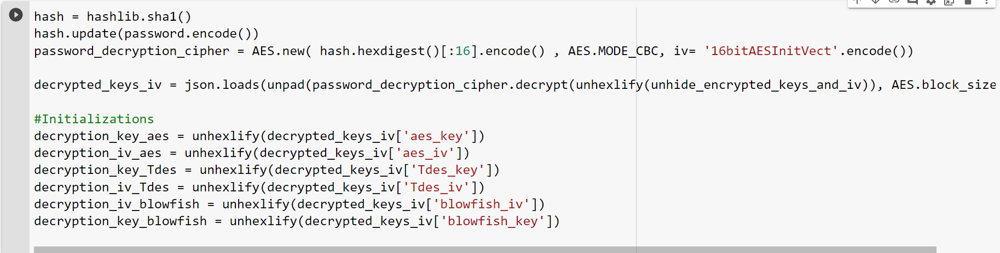 hash = hashlib.sha1()
hash.update(password.encode())
password_decryption_cipher = AES.new( hash.hexdigest()[:16].encode() , AES.MODE_CBC, iv= '16bitAESInitVect'.encode())
decrypted_keys_iv = json.loads(unpad(password_decryption_cipher.decrypt(unhexlify(unhide_encrypted_keys_and_iv)), AES.block_size
#Initializations
decryption_key_aes = unhexlify(decrypted_keys_iv['aes_key'])
decryption_iv_aes = unhexlify(decrypted_keys_iv['aes_iv'])
decryption_key_Tdes = unhexlify(decrypted_keys_iv['Tdes_key'])
decryption_iv_Tdes = unhexlify(decrypted_keys_iv['Tdes_iv'])
decryption_iv_blowfish = unhexlify(decrypted_keys_iv['blowfish_iv'])
decryption_key_blowfish = unhexlify(decrypted_keys_iv['blowfish_key'])